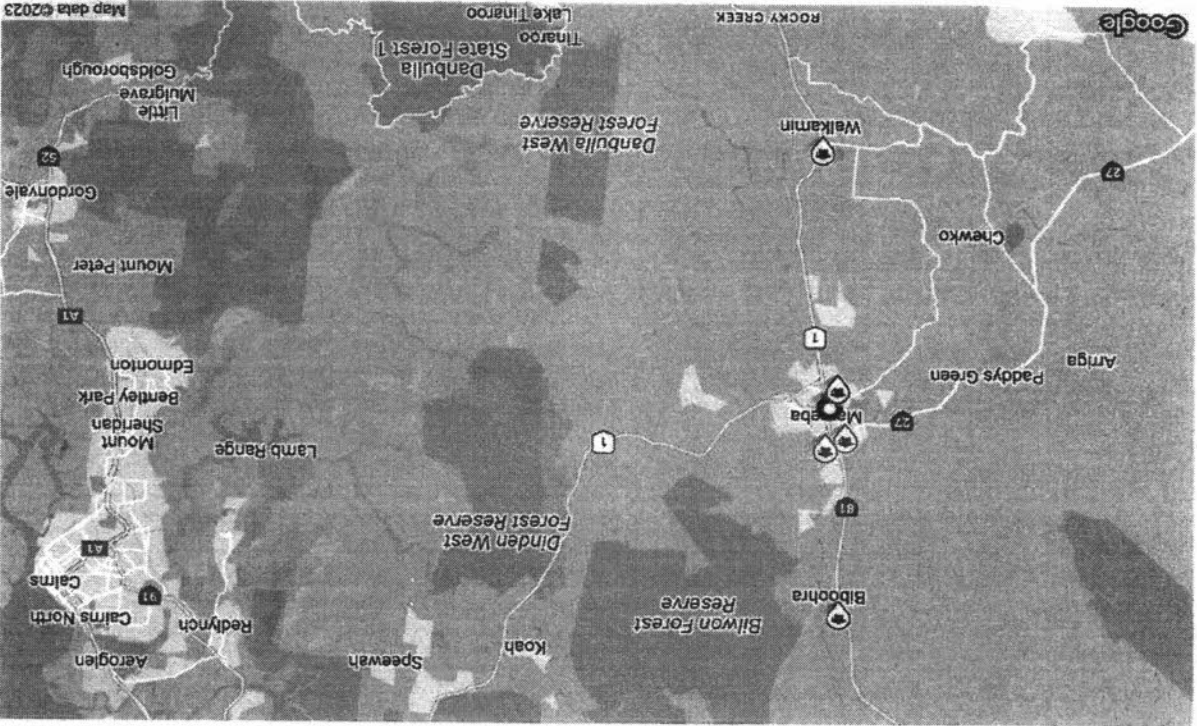 Koah
Speewah
Aeroglen
Biboohra
Bilwon Forest
Reserve
Redlynch
Cairns North
91
Cairns
Dinden West
Forest Reserve
A1
81
1
Lamb Range
Mount
Sheridan
27
Mareeba
Bentley Park
Paddys Green
Edmonton
Arriga
1
A1
Mount Peter
Chewko
Gordonvale
27
52
Walkamin
Danbulla West
Forest Reserve
Little
Mulgrave
Goldsborough
Danbulla
State Forest 1
Tinaroo
Lake Tinaroo
ROCKY CREEK
Google
Map data ©2023